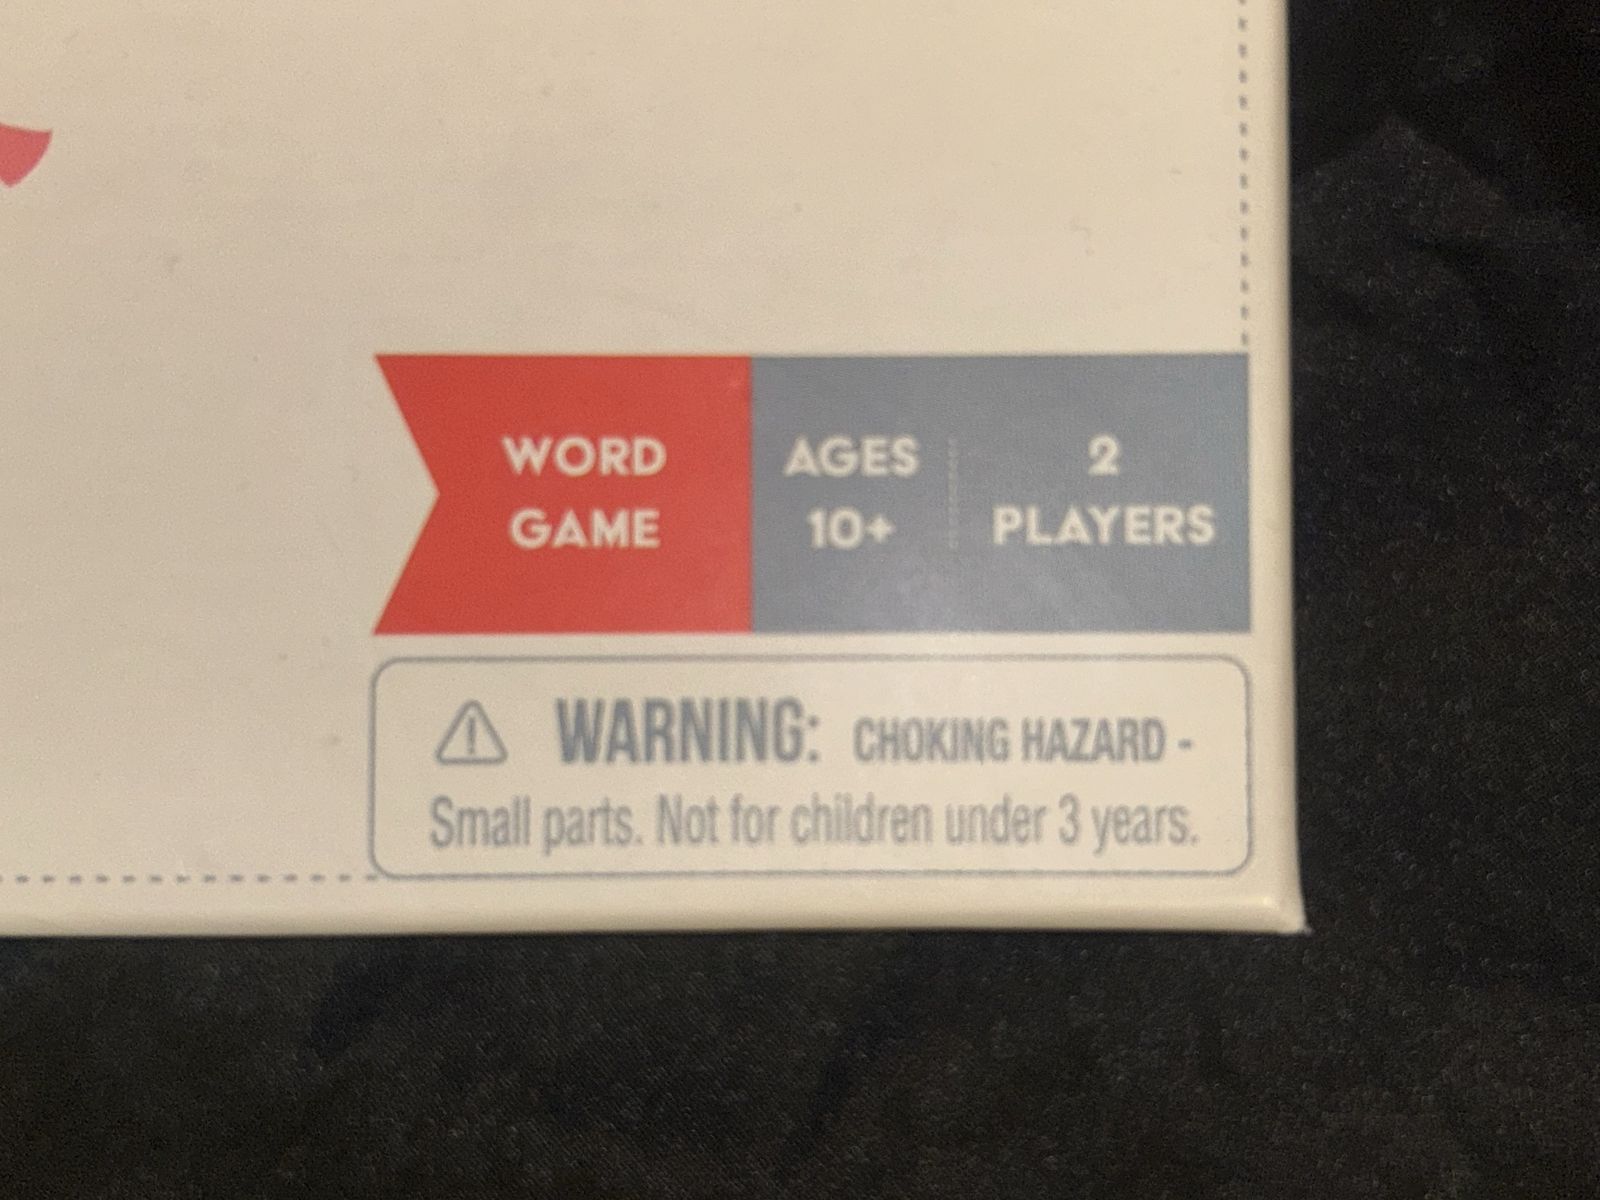 WORD
GAME
AGES
10+
2
PLAYERS
WARNING: CHOKING HAZARD -
Small parts. Not for children under 3 years.